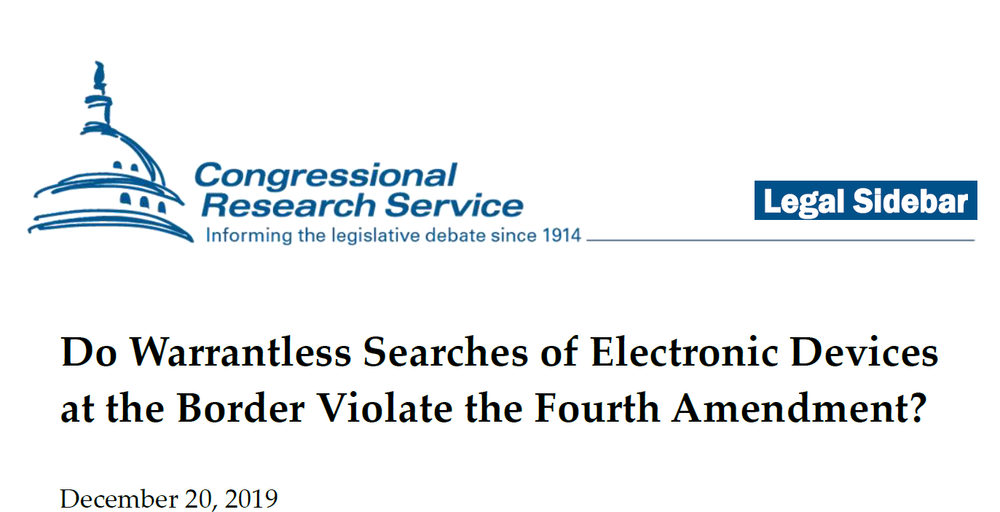 Congressional
Research Service
Informing the legislative debate since 1914
Legal Sidebar
Do Warrantless Searches of Electronic Devices
at the Border Violate the Fourth Amendment?
December 20, 2019